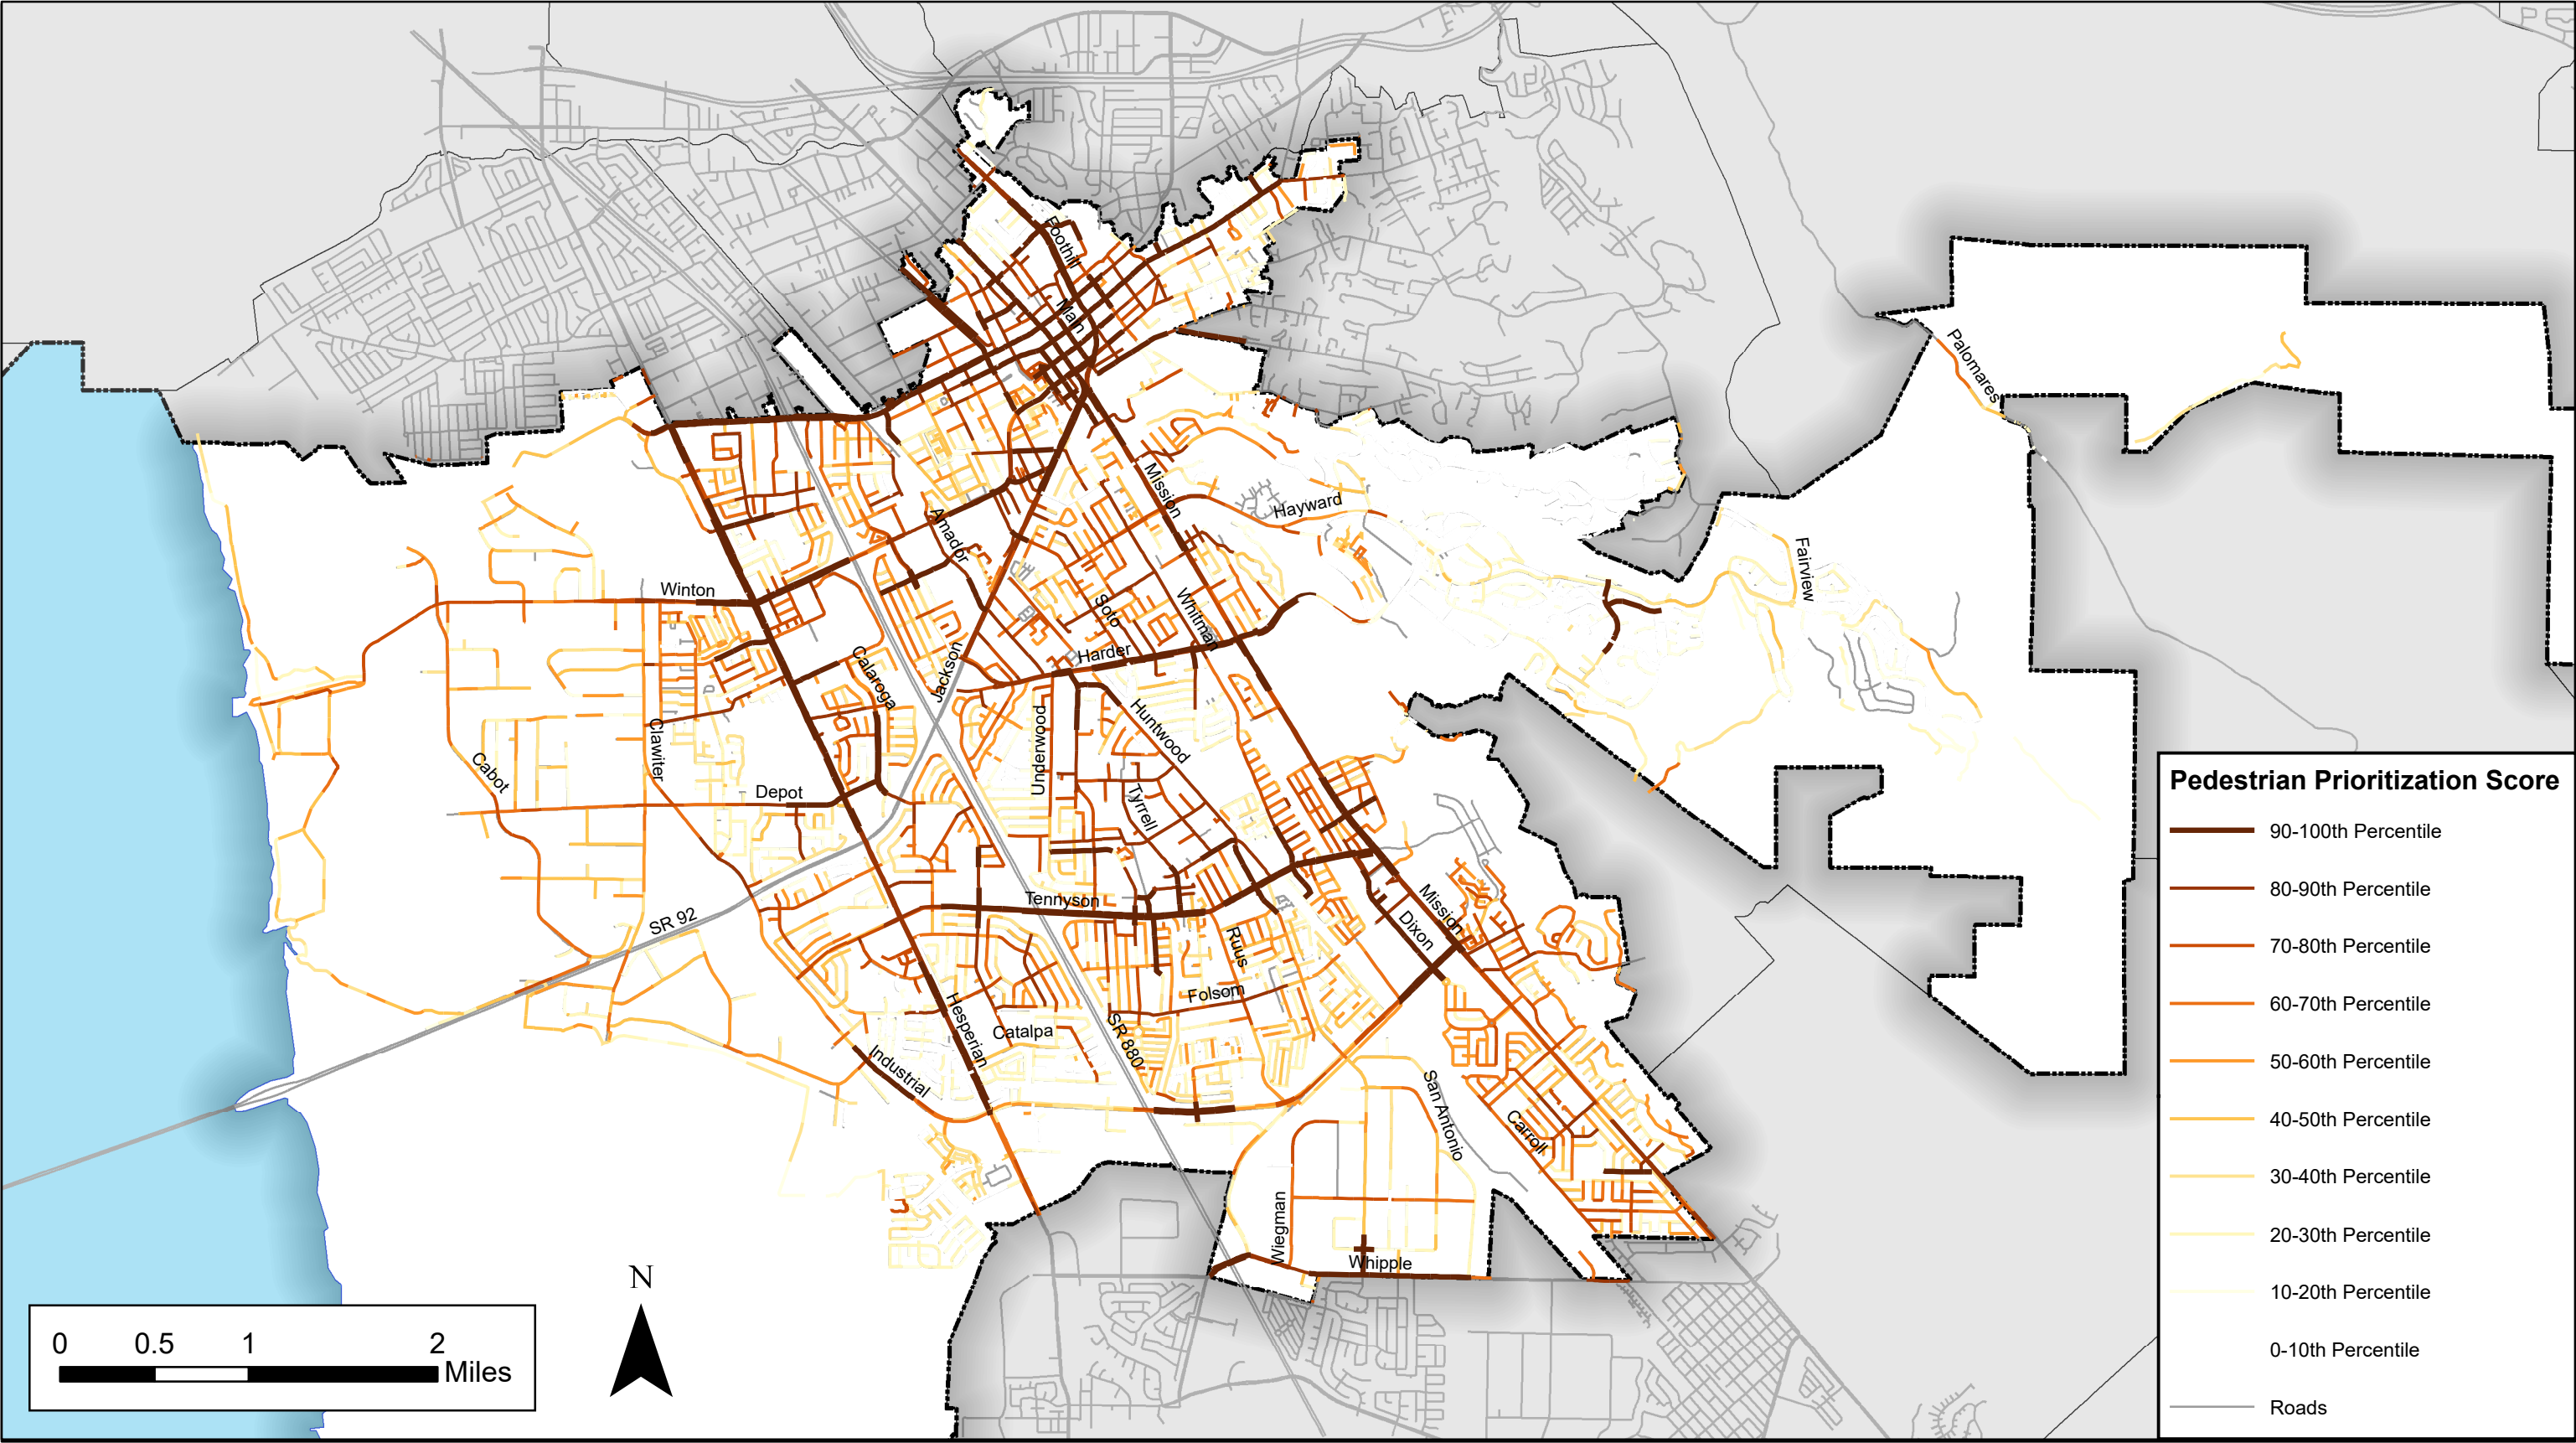 Foothill
Main
Palomares
Mission
Hayward
Amador
Fairview
Winton
Soto
Whitman
Harder
Calaroga
Jackson
Huntwood
Underwood
Clawiter
Cabot
Depot
Tyrrell
Tennyson
SR 92
Mission
Dixon
Ruus
Folsom
Hesperian
Catalpa
SR 880
Industrial
San Antonio
Carroll
Wiegman
Whipple
Pedestrian Prioritization Score
90-100th Percentile
80-90th Percentile
70-80th Percentile
60-70th Percentile
50-60th Percentile
40-50th Percentile
30-40th Percentile
20-30th Percentile
10-20th Percentile
0-10th Percentile
Roads
N
0 0.5 1 2
Miles